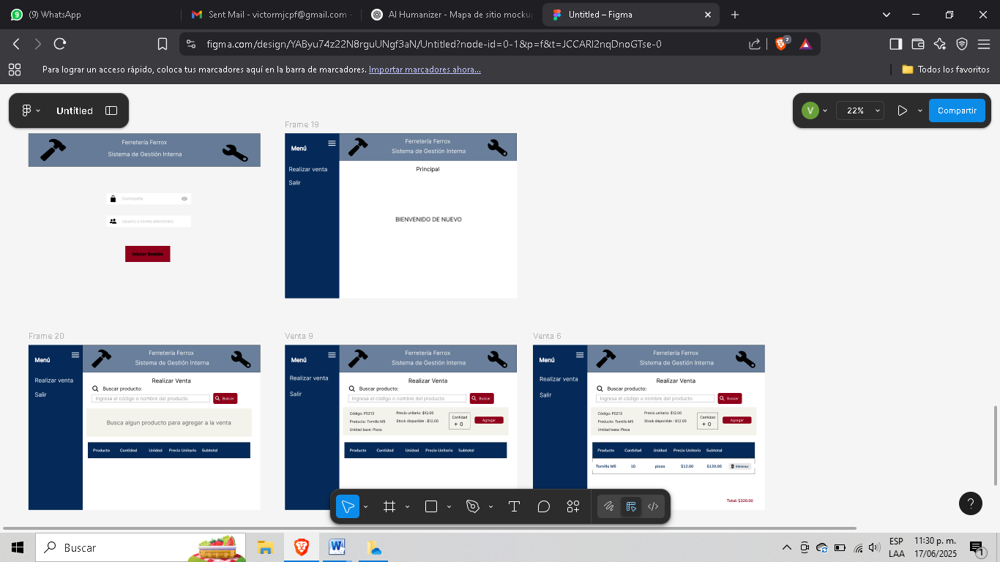 (9) WhatsApp
Sent Mail - victormjcpf@gmail.com -
AI Humanizer - Mapa de sitio mocku
Untitled – Figma
figma.com/design/YAByu74z22N8rguUNgf3aN/Untitled?node-id=0-1&p=f&t=JCCARl2nqDnoGTse-0
2
Para lograr un acceso rápido, coloca tus marcadores aquí en la barra de marcadores. Importar marcadores ahora...
Todos los favoritos
Untitled
V
22%
Compartir
Ferretería Ferrox
Sistema de Gestión Interna
Contraseña
Usuario o correo electrónico
Iniciar Sesión
Frame 19
Menú
Realizar venta
Salir
Ferretería Ferrox
Sistema de Gestión Interna
Principal
BIENVENIDO DE NUEVO
Frame 20
Menú
Realizar venta
Salir
Ferretería Ferrox
Sistema de Gestión Interna
Realizar Venta
Buscar producto:
Ingresa el código o nombre del producto
Buscar
Busca algun producto para agregar a la venta
Producto Cantidad Unidad Precio Unitario Subtotal
Venta 9
Menú
Realizar venta
Salir
Ferretería Ferrox
Sistema de Gestión Interna
Realizar Venta
Buscar producto:
Ingresa el código o nombre del producto
Buscar
Código: P0213
Precio unitario: $12.00
Producto: Tornillo M5
Stock disponible : $12.00
Unidad base: Pieza
Cantidad
+ 0
Agregar
Producto Cantidad Unidad Precio Unitario Subtotal
Venta 6
Menú
Realizar venta
Salir
Ferretería Ferrox
Sistema de Gestión Interna
Realizar Venta
Buscar producto:
Ingresa el código o nombre del producto
Buscar
Código: P0213
Precio unitario: $12.00
Producto: Tornillo M5
Stock disponible : $12.00
Unidad base: Pieza
Cantidad
+ 0
Agregar
Producto Cantidad Unidad Precio Unitario Subtotal
Tornillo M5 10 pieza $12.00 $120.00 Eliminar
Total: $320.00
?
Buscar
ESP
LAA
11:30 p. m.
17/06/2025
1